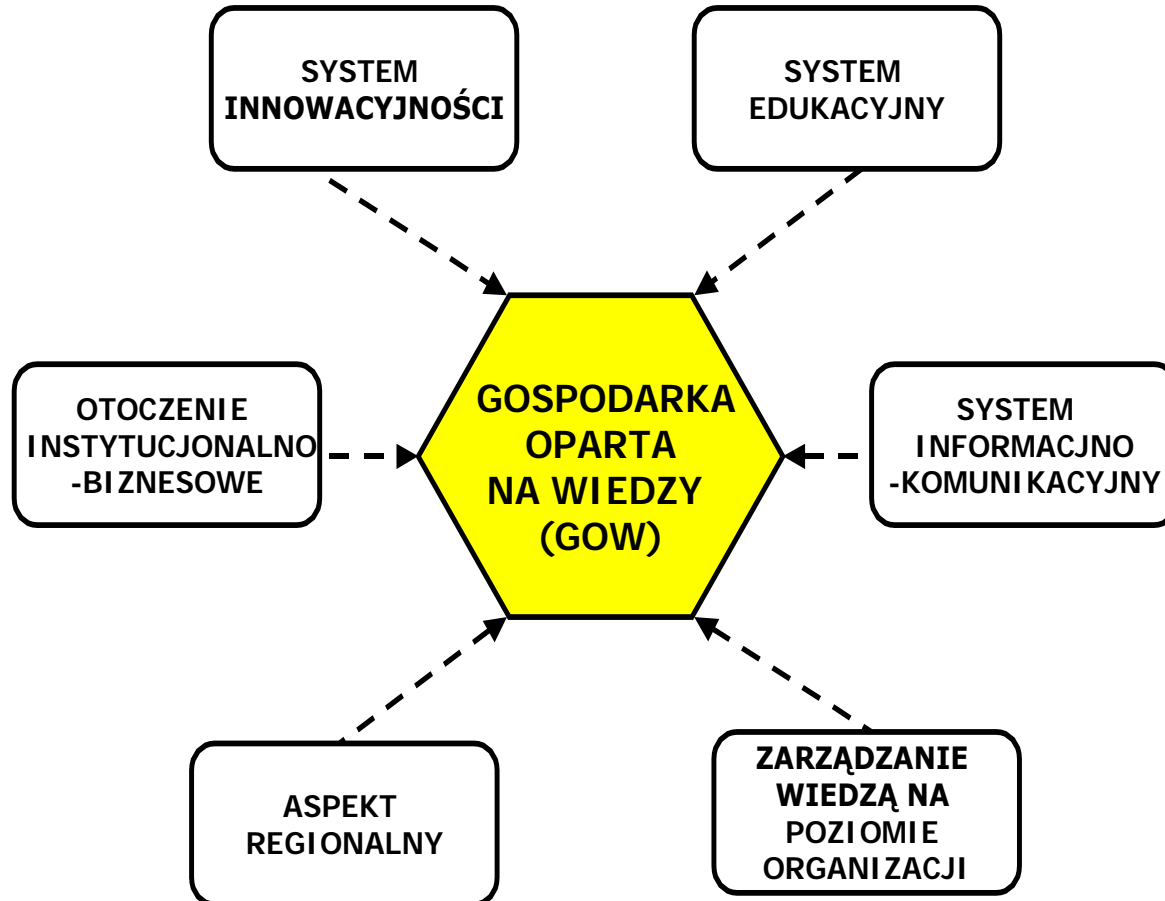 SYSTEM
INNOWACYJNOŚCI
SYSTEM
EDUKACYJNY
OTOCZENIE
INSTYTUCJONALNO
-BIZNESOWE
GOSPODARKA
OPARTA
NA WIEDZY
(GOW)
SYSTEM
INFORMACJNO
-KOMUNIKACYJNY
ASPEKT
REGIONALNY
ZARZĄDZANIE
WIEDZĄ NA
POZIOMIE
ORGANIZACJI